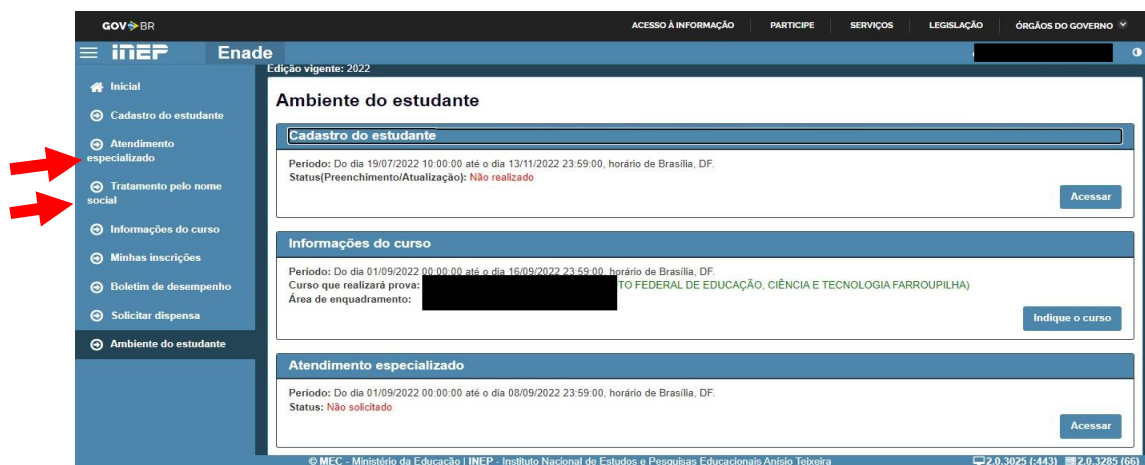 GOV BR ACESSO À INFORMAÇÃO PARTICIPE SERVIÇOS LEGISLAÇÃO ÓRGÃOS DO GOVERNO
inep Enade
Edição vigente: 2022
Inicial
Cadastro do estudante
Atendimento
especializado
Tratamento pelo nome
social
Informações do curso
Minhas inscrições
Boletim de desempenho
Solicitar dispensa
Ambiente do estudante
Ambiente do estudante
Cadastro do estudante
Período: Do dia 19/07/2022 10:00:00 até o dia 13/11/2022 23:59:00, horário de Brasília, DF.
Status(Preenchimento/Atualização): Não realizado
Acessar
Informações do curso
Período: Do dia 01/09/2022 00:00:00 até o dia 16/09/2022 23:59:00, horário de Brasília, DF.
Curso que realizará prova: TO FEDERAL DE EDUCAÇÃO, CIÊNCIA E TECNOLOGIA FARROUPILHA)
Área de enquadramento:
Indique o curso
Atendimento especializado
Período: Do dia 01/09/2022 00:00:00 até o dia 08/09/2022 23:59:00, horário de Brasília, DF.
Status: Não solicitado
Acessar
© MEC - Ministério da Educação | INEP - Instituto Nacional de Estudos e Pesquisas Educacionais Anísio Teixeira 2.0.3025 (:443) 2.0.3285 (66)